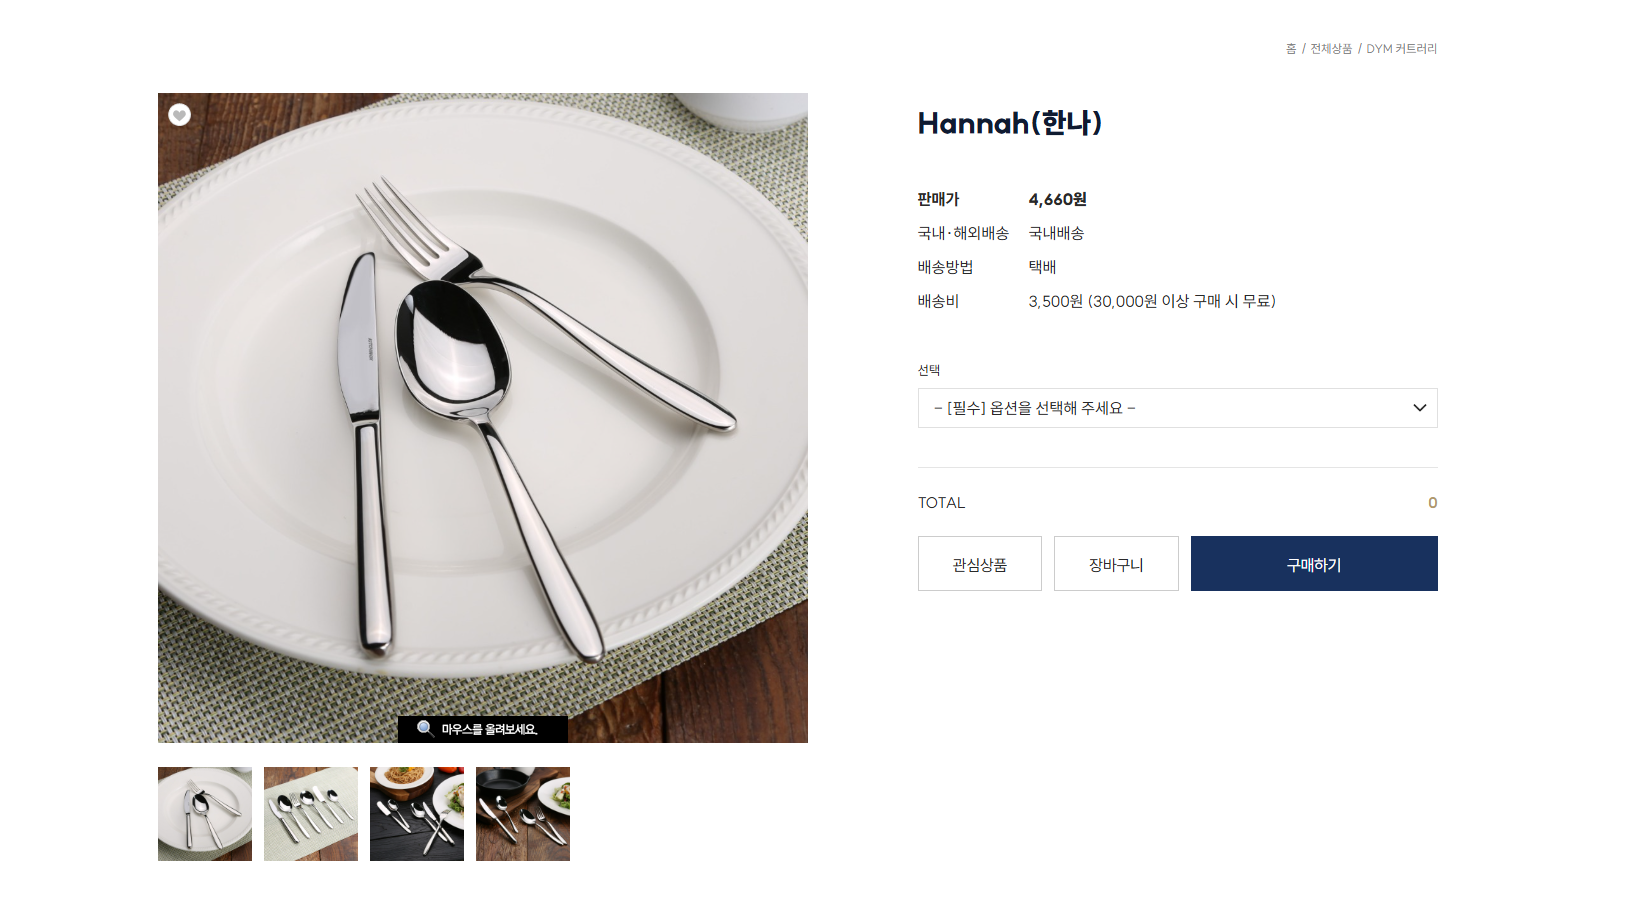 홈 / 전체상품 / DYM 커트러리
Hannah(한나)
판매가 4,660원
국내·해외배송 국내배송
배송방법 택배
배송비 3,500원 (30,000원 이상 구매 시 무료)
선택
- [필수] 옵션을 선택해 주세요 -
TOTAL 0
관심상품 장바구니 구매하기
마우스를 올려보세요.